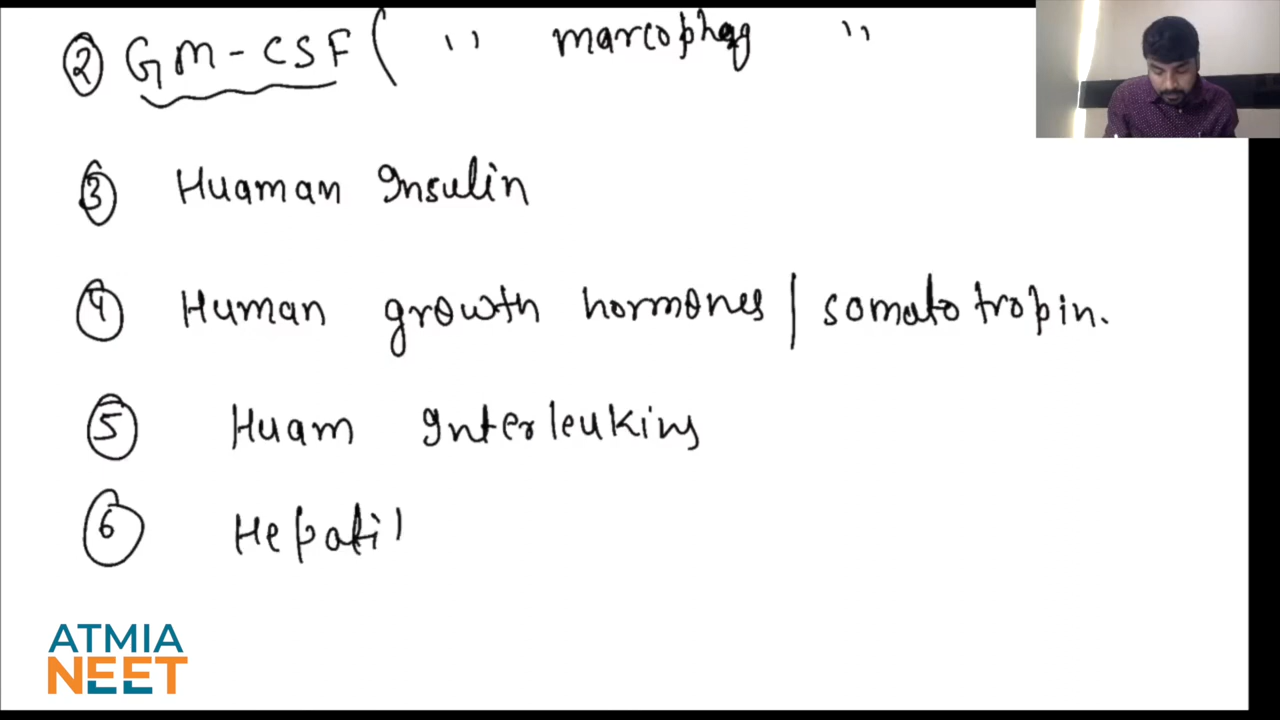 ② GM-CSF ( '' marcophag ''
③ Huaman Insulin
④ Human growth hormones / somatotropin.
⑤ Huam Interleukins
⑥ Hepati
ATMIA
NEET